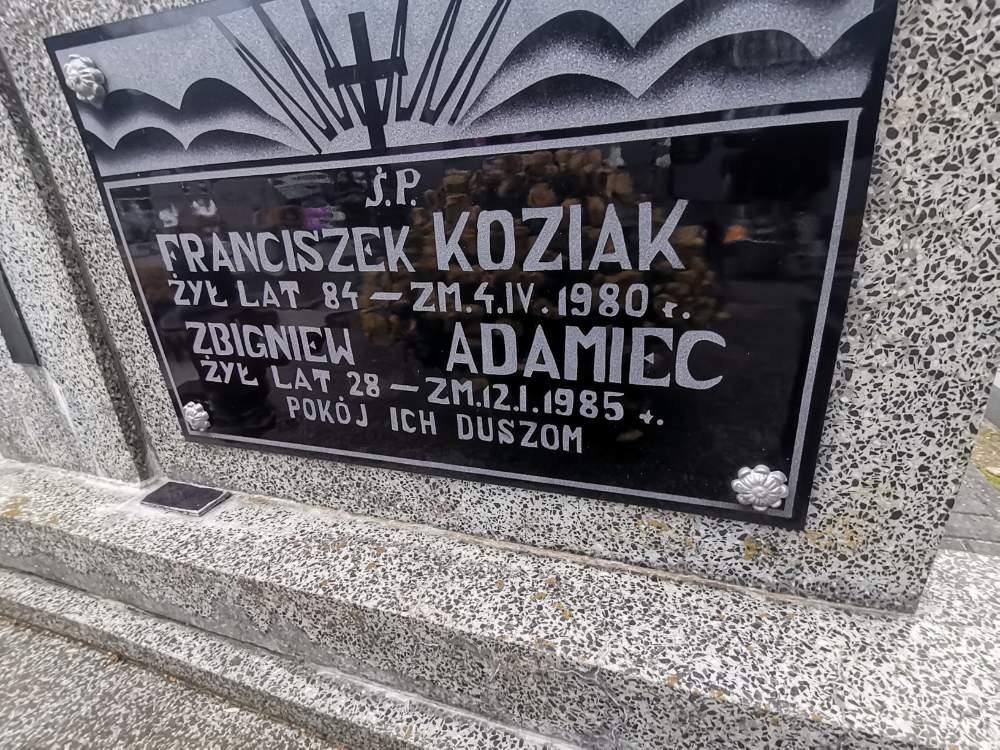 Ś.P.
FRANCISZEK KOZIAK
ŻYŁ LAT 84 – ZM. 4.IV.1980 r.
ZBIGNIEW ADAMIEC
ŻYŁ LAT 28 – ZM.12.I.1985 r.
POKÓJ ICH DUSZOM